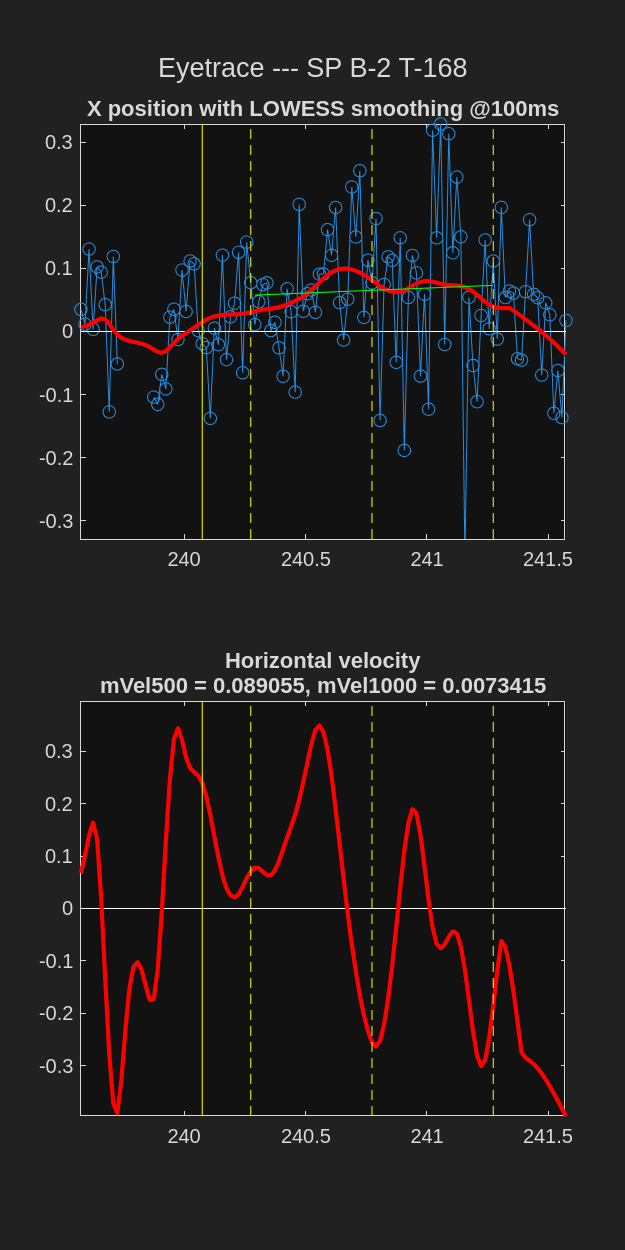 Eyetrace --- SP B-2 T-168
X position with LOWESS smoothing @100ms
0.3
0.2
0.1
0
-0.1
-0.2
-0.3
240 240.5 241 241.5
Horizontal velocity
mVel500 = 0.089055, mVel1000 = 0.0073415
0.3
0.2
0.1
0
-0.1
-0.2
-0.3
240 240.5 241 241.5